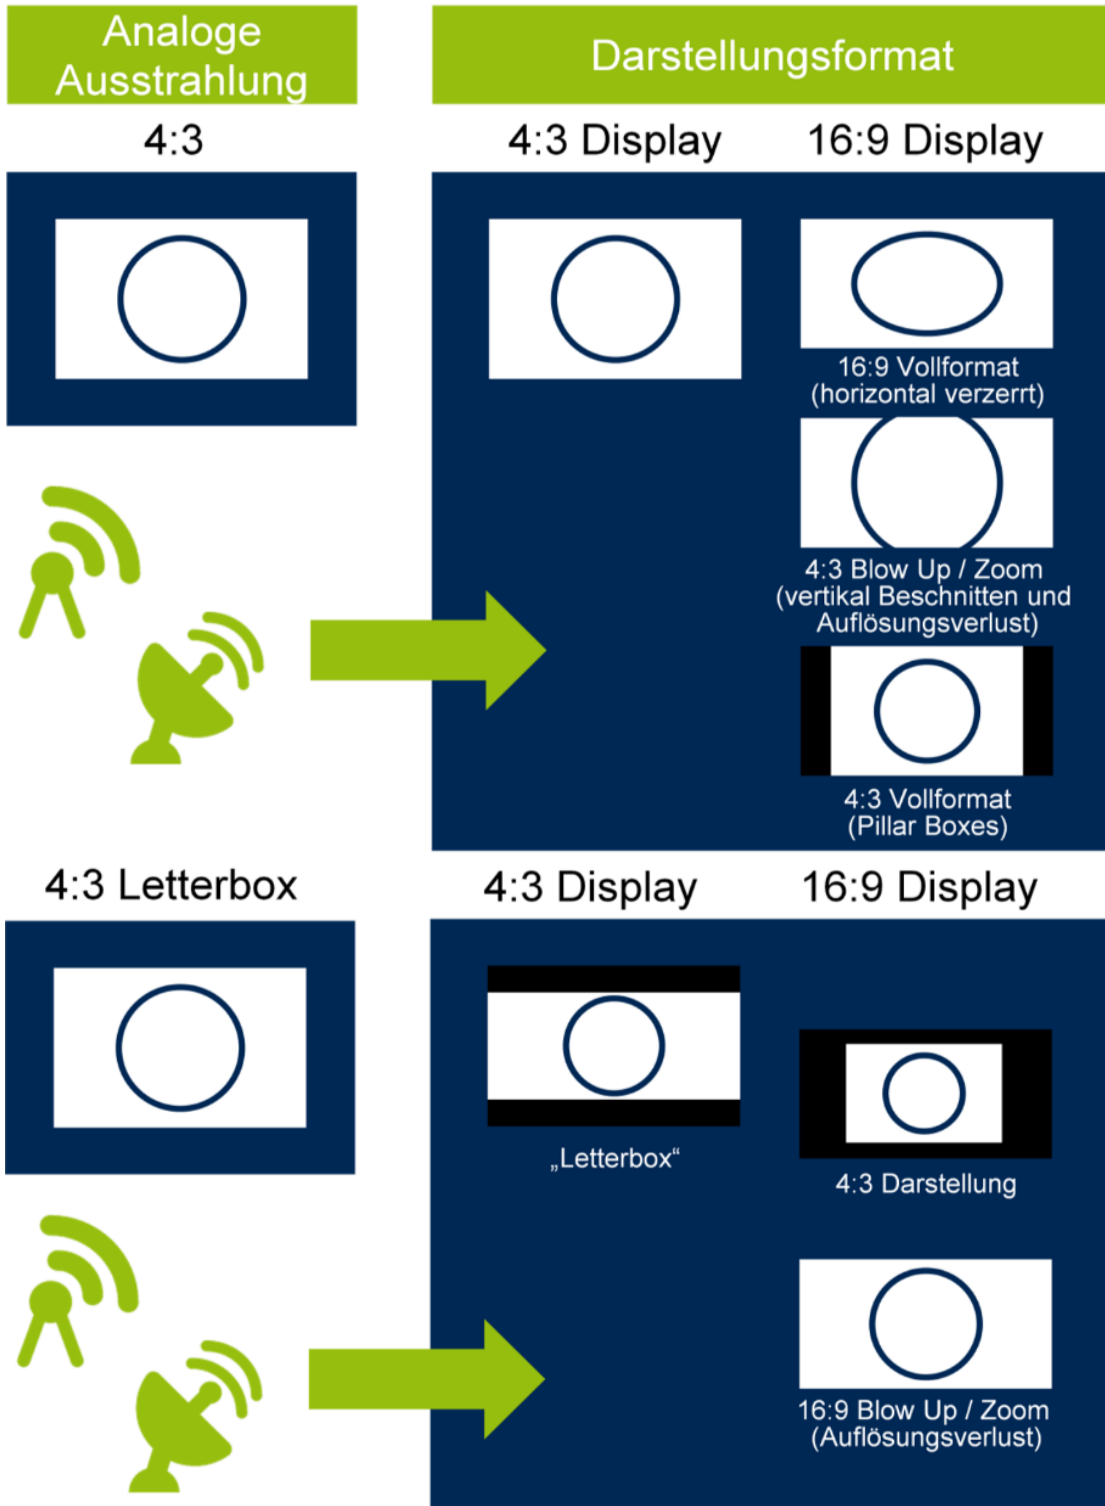 Analoge
Ausstrahlung
Darstellungsformat
4:3
4:3 Display
16:9 Display
16:9 Vollformat
(horizontal verzerrt)
4:3 Blow Up / Zoom
(vertikal Beschnitten und
Auflösungsverlust)
4:3 Vollformat
(Pillar Boxes)
4:3 Letterbox
4:3 Display
16:9 Display
„Letterbox“
4:3 Darstellung
16:9 Blow Up / Zoom
(Auflösungsverlust)